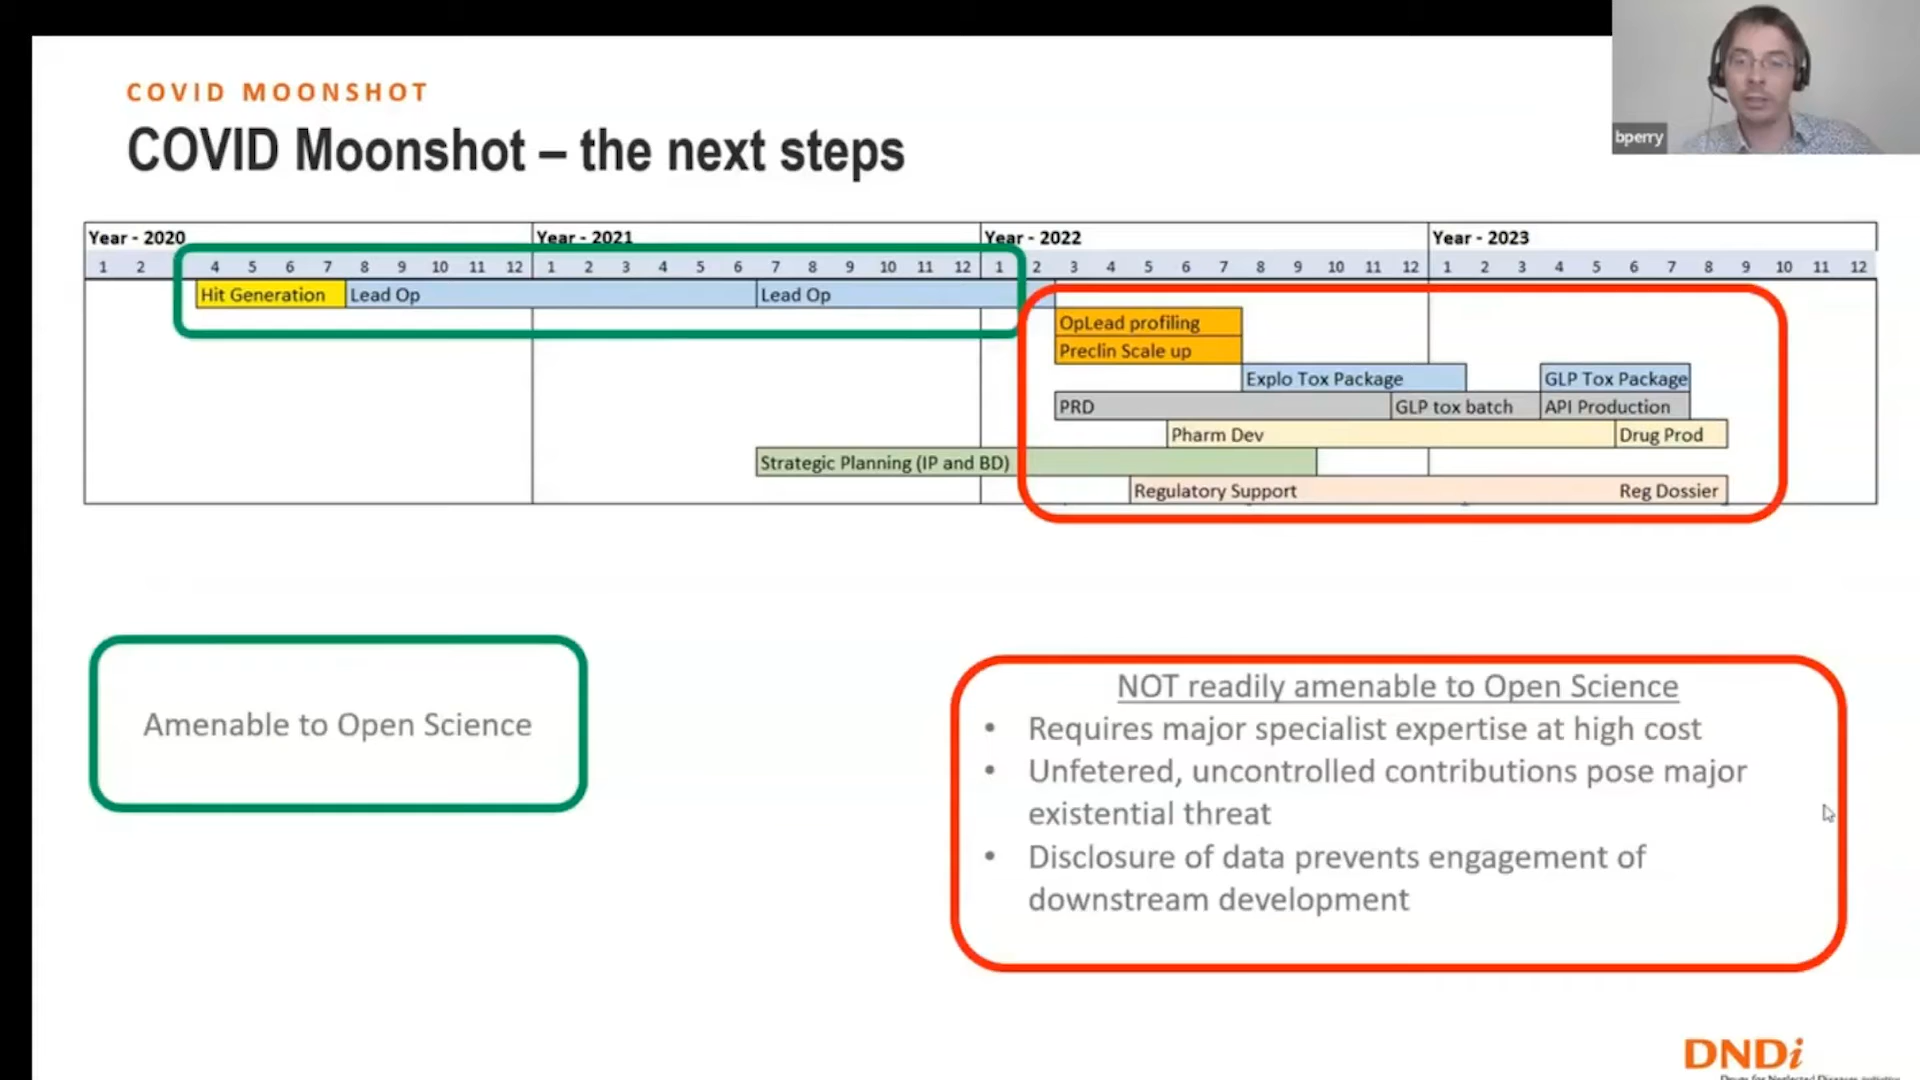 COVID MOONSHOT
COVID Moonshot – the next steps
bperry
Year - 2020 Year - 2021 Year - 2022 Year - 2023
1 2 4 5 6 7 8 9 10 11 12 1 2 3 4 5 6 7 8 9 10 11 12 1 2 3 4 5 6 7 8 9 10 11 12 1 2 3 4 5 6 7 8 9 10 11 12
Hit Generation Lead Op Lead Op
OpLead profiling
Preclin Scale up
Explo Tox Package GLP Tox Package
PRD GLP tox batch API Production
Pharm Dev Drug Prod
Strategic Planning (IP and BD)
Regulatory Support Reg Dossier
Amenable to Open Science
NOT readily amenable to Open Science
• Requires major specialist expertise at high cost
• Unfetered, uncontrolled contributions pose major
existential threat
• Disclosure of data prevents engagement of
downstream development
DNDi